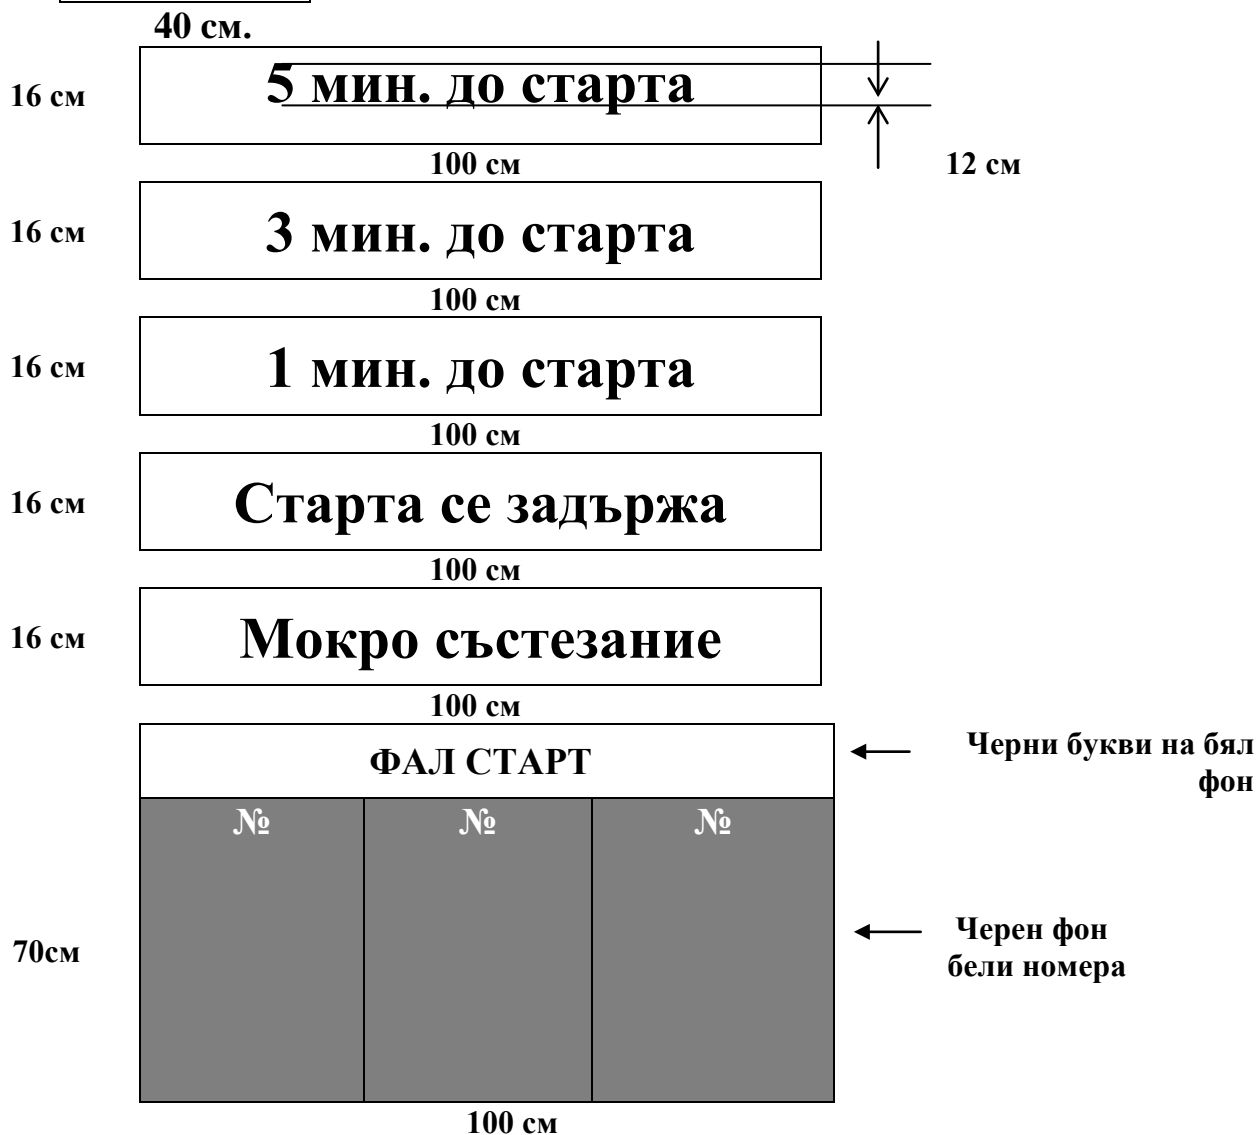 40 см.
16 см
5 мин. до старта
100 см
12 см
16 см
3 мин. до старта
100 см
16 см
1 мин. до старта
100 см
16 см
Старта се задържа
100 см
16 см
Мокро състезание
100 см
ФАЛ СТАРТ
Черни букви на бял
фон
№ № №
70см
Черен фон
бели номера
100 см